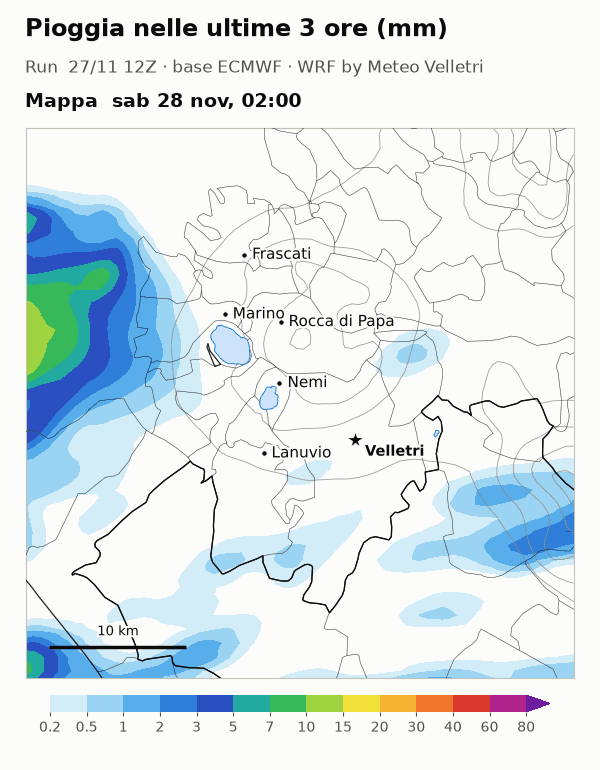 Pioggia nelle ultime 3 ore (mm)
Run  27/11 12Z · base ECMWF · WRF by Meteo Velletri
Mappa  sab 28 nov, 02:00
Frascati
Marino
Rocca di Papa
Nemi
Velletri
Lanuvio
10 km
0.2 0.5 1 2 3 5 7 10 15 20 30 40 60 80